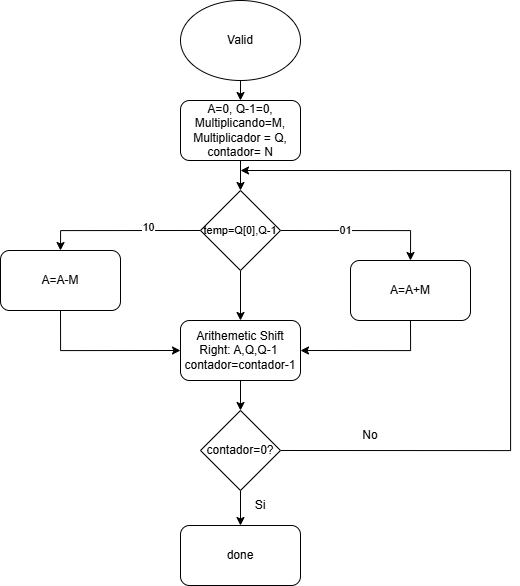 Valid
A=0, Q-1=0,
Multiplicando=M,
Multiplicador = Q,
contador= N
temp=Q[0],Q-1
10
01
A=A-M
A=A+M
Arithemetic Shift
Right: A,Q,Q-1
contador=contador-1
contador=0?
No
Si
done